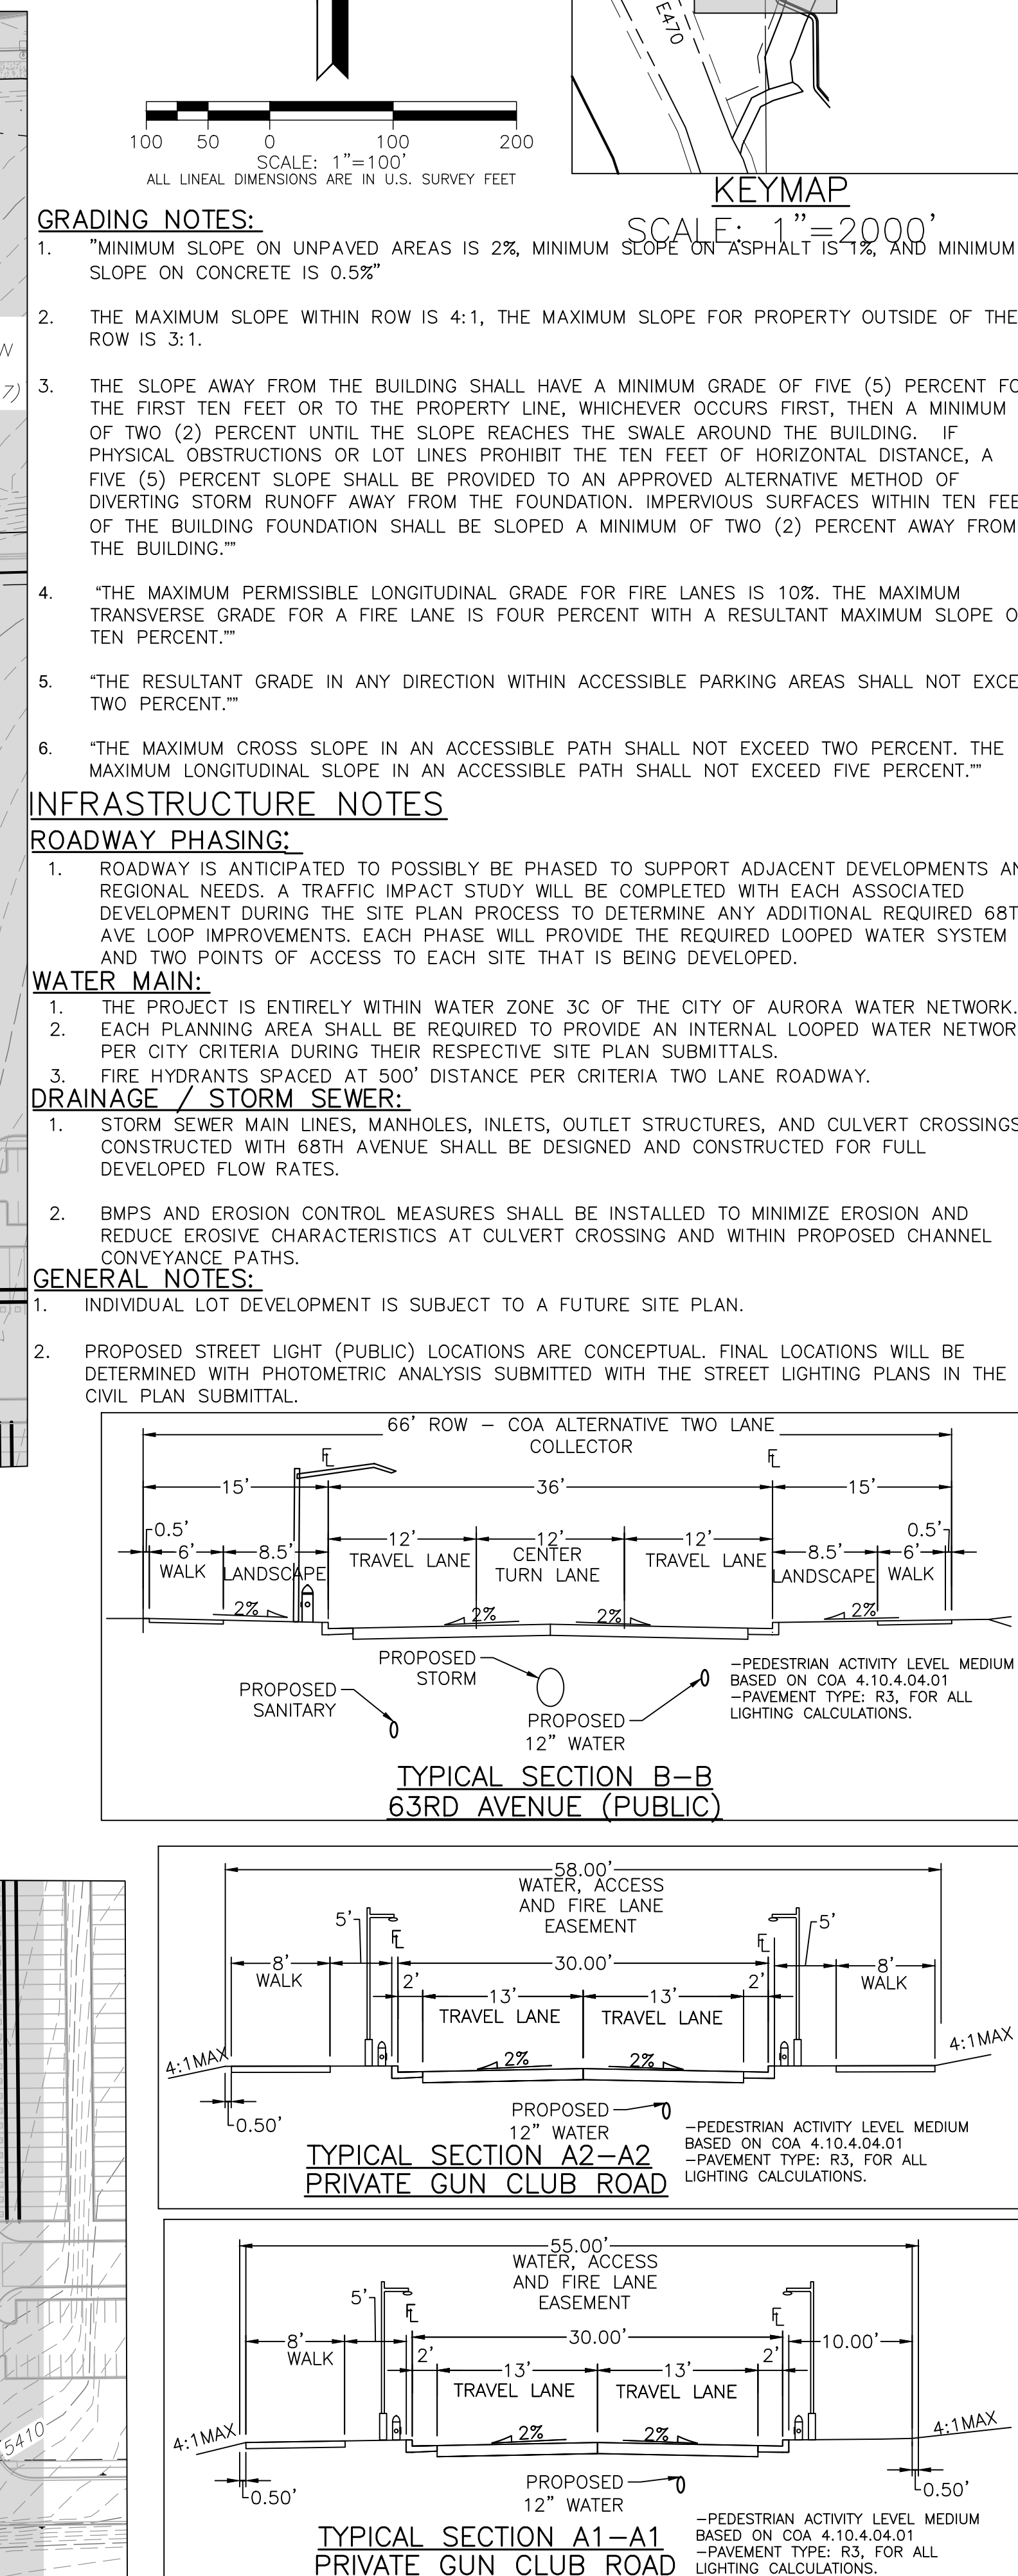 E470
100 50 0 100 200
SCALE: 1"=100'
ALL LINEAL DIMENSIONS ARE IN U.S. SURVEY FEET
KEYMAP
SCALE: 1"=2000'
GRADING NOTES:
1. "MINIMUM SLOPE ON UNPAVED AREAS IS 2%, MINIMUM SLOPE ON ASPHALT IS 1%, AND MINIMUM
SLOPE ON CONCRETE IS 0.5%"
2. THE MAXIMUM SLOPE WITHIN ROW IS 4:1, THE MAXIMUM SLOPE FOR PROPERTY OUTSIDE OF THE
ROW IS 3:1.
3. THE SLOPE AWAY FROM THE BUILDING SHALL HAVE A MINIMUM GRADE OF FIVE (5) PERCENT FO
THE FIRST TEN FEET OR TO THE PROPERTY LINE, WHICHEVER OCCURS FIRST, THEN A MINIMUM
OF TWO (2) PERCENT UNTIL THE SLOPE REACHES THE SWALE AROUND THE BUILDING. IF
PHYSICAL OBSTRUCTIONS OR LOT LINES PROHIBIT THE TEN FEET OF HORIZONTAL DISTANCE, A
FIVE (5) PERCENT SLOPE SHALL BE PROVIDED TO AN APPROVED ALTERNATIVE METHOD OF
DIVERTING STORM RUNOFF AWAY FROM THE FOUNDATION. IMPERVIOUS SURFACES WITHIN TEN FEE
OF THE BUILDING FOUNDATION SHALL BE SLOPED A MINIMUM OF TWO (2) PERCENT AWAY FROM
THE BUILDING.""
4. "THE MAXIMUM PERMISSIBLE LONGITUDINAL GRADE FOR FIRE LANES IS 10%. THE MAXIMUM
TRANSVERSE GRADE FOR A FIRE LANE IS FOUR PERCENT WITH A RESULTANT MAXIMUM SLOPE O
TEN PERCENT.""
5. "THE RESULTANT GRADE IN ANY DIRECTION WITHIN ACCESSIBLE PARKING AREAS SHALL NOT EXCE
TWO PERCENT.""
6. "THE MAXIMUM CROSS SLOPE IN AN ACCESSIBLE PATH SHALL NOT EXCEED TWO PERCENT. THE
MAXIMUM LONGITUDINAL SLOPE IN AN ACCESSIBLE PATH SHALL NOT EXCEED FIVE PERCENT.""
INFRASTRUCTURE NOTES
ROADWAY PHASING:
1. ROADWAY IS ANTICIPATED TO POSSIBLY BE PHASED TO SUPPORT ADJACENT DEVELOPMENTS AN
REGIONAL NEEDS. A TRAFFIC IMPACT STUDY WILL BE COMPLETED WITH EACH ASSOCIATED
DEVELOPMENT DURING THE SITE PLAN PROCESS TO DETERMINE ANY ADDITIONAL REQUIRED 68T
AVE LOOP IMPROVEMENTS. EACH PHASE WILL PROVIDE THE REQUIRED LOOPED WATER SYSTEM
AND TWO POINTS OF ACCESS TO EACH SITE THAT IS BEING DEVELOPED.
WATER MAIN:
1. THE PROJECT IS ENTIRELY WITHIN WATER ZONE 3C OF THE CITY OF AURORA WATER NETWORK.
2. EACH PLANNING AREA SHALL BE REQUIRED TO PROVIDE AN INTERNAL LOOPED WATER NETWOR
PER CITY CRITERIA DURING THEIR RESPECTIVE SITE PLAN SUBMITTALS.
3. FIRE HYDRANTS SPACED AT 500' DISTANCE PER CRITERIA TWO LANE ROADWAY.
DRAINAGE / STORM SEWER:
1. STORM SEWER MAIN LINES, MANHOLES, INLETS, OUTLET STRUCTURES, AND CULVERT CROSSINGS
CONSTRUCTED WITH 68TH AVENUE SHALL BE DESIGNED AND CONSTRUCTED FOR FULL
DEVELOPED FLOW RATES.
2. BMPS AND EROSION CONTROL MEASURES SHALL BE INSTALLED TO MINIMIZE EROSION AND
REDUCE EROSIVE CHARACTERISTICS AT CULVERT CROSSING AND WITHIN PROPOSED CHANNEL
CONVEYANCE PATHS.
GENERAL NOTES:
1. INDIVIDUAL LOT DEVELOPMENT IS SUBJECT TO A FUTURE SITE PLAN.
2. PROPOSED STREET LIGHT (PUBLIC) LOCATIONS ARE CONCEPTUAL. FINAL LOCATIONS WILL BE
DETERMINED WITH PHOTOMETRIC ANALYSIS SUBMITTED WITH THE STREET LIGHTING PLANS IN THE
CIVIL PLAN SUBMITTAL.
66' ROW – COA ALTERNATIVE TWO LANE
COLLECTOR
FL FL
15' 36' 15'
0.5' 12' 12' 12' 0.5'
6' 8.5' TRAVEL LANE CENTER TRAVEL LANE 8.5' 6'
WALK LANDSCAPE TURN LANE LANDSCAPE WALK
2% 2% 2% 2%
PROPOSED
STORM
PROPOSED
SANITARY
PROPOSED
12" WATER
–PEDESTRIAN ACTIVITY LEVEL MEDIUM
BASED ON COA 4.10.4.04.01
–PAVEMENT TYPE: R3, FOR ALL
LIGHTING CALCULATIONS.
TYPICAL SECTION B–B
63RD AVENUE (PUBLIC)
58.00'
WATER, ACCESS
AND FIRE LANE
EASEMENT
5' FL FL 5'
8' 30.00' 8'
WALK 2' 13' 13' 2' WALK
TRAVEL LANE TRAVEL LANE
4:1MAX 2% 2% 4:1MAX
0.50'
PROPOSED
12" WATER
–PEDESTRIAN ACTIVITY LEVEL MEDIUM
BASED ON COA 4.10.4.04.01
–PAVEMENT TYPE: R3, FOR ALL
LIGHTING CALCULATIONS.
TYPICAL SECTION A2–A2
PRIVATE GUN CLUB ROAD
55.00'
WATER, ACCESS
AND FIRE LANE
EASEMENT
5' FL FL
8' 30.00' 10.00'
WALK 2' 13' 13' 2'
TRAVEL LANE TRAVEL LANE
4:1MAX 2% 2% 4:1MAX
0.50' 0.50'
PROPOSED
12" WATER
–PEDESTRIAN ACTIVITY LEVEL MEDIUM
BASED ON COA 4.10.4.04.01
–PAVEMENT TYPE: R3, FOR ALL
LIGHTING CALCULATIONS.
TYPICAL SECTION A1–A1
PRIVATE GUN CLUB ROAD
W
7)
5410